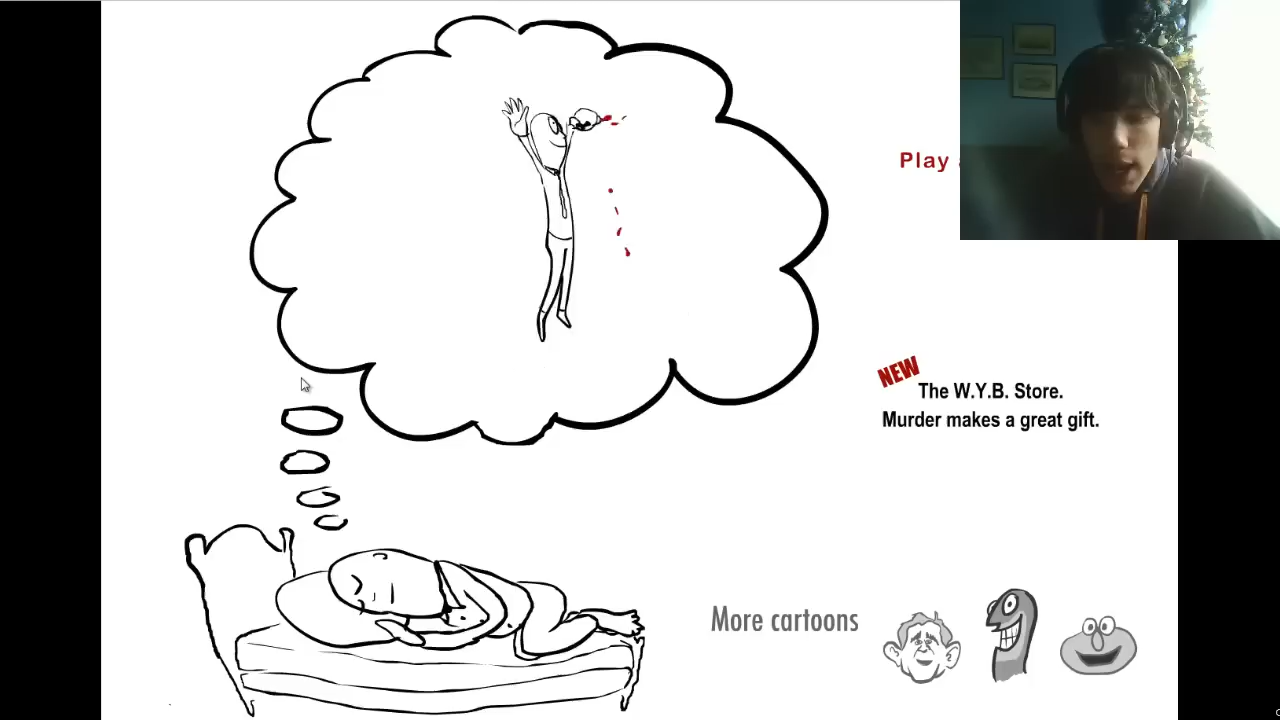 Play
NEW
The W.Y.B. Store.
Murder makes a great gift.
More cartoons